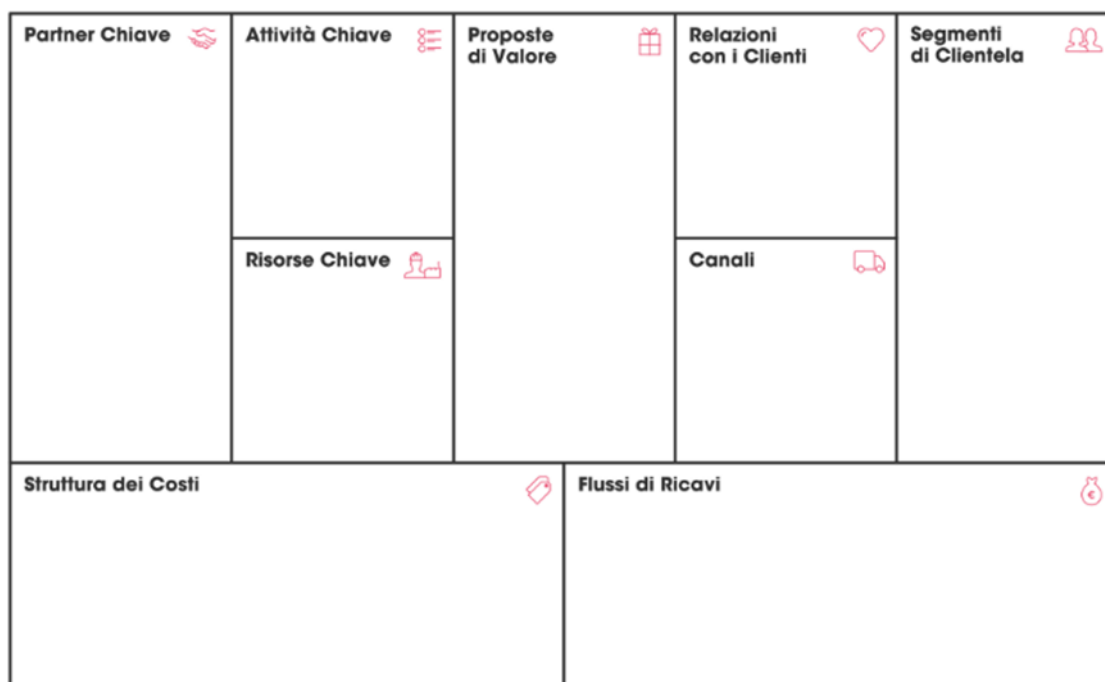 Partner Chiave
Attività Chiave
Proposte
di Valore
Relazioni
con i Clienti
Segmenti
di Clientela
Risorse Chiave
Canali
Struttura dei Costi
Flussi di Ricavi
€